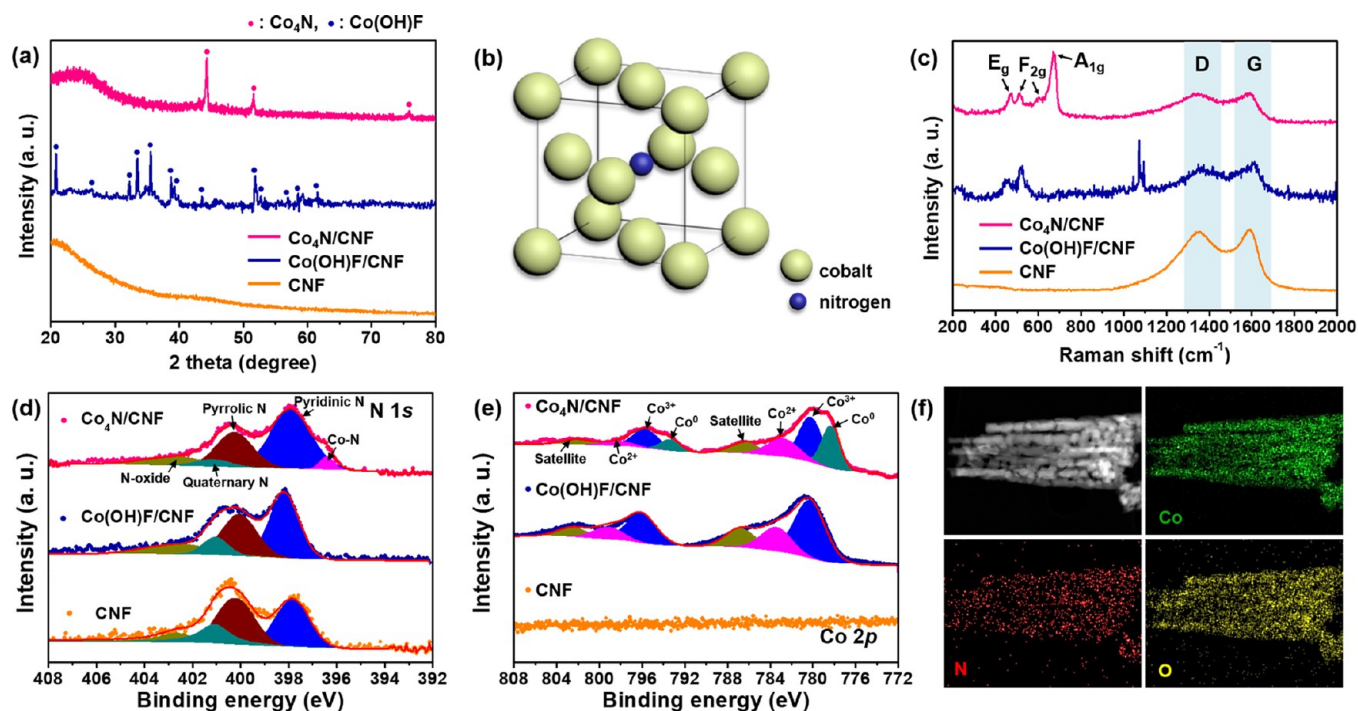 • : Co₄N, • : Co(OH)F
(a)
Intensity (a. u.)
Co₄N/CNF
Co(OH)F/CNF
CNF
20 30 40 50 60 70 80
2 theta (degree)
(b)
cobalt
nitrogen
(c)
Intensity (a. u.)
E_g F_2g A_1g D G
Co₄N/CNF
Co(OH)F/CNF
CNF
200 400 600 800 1000 1200 1400 1600 1800 2000
Raman shift (cm⁻¹)
(d)
Intensity (a. u.)
N 1s
Co₄N/CNF
Pyrrolic N
Pyridinic N
Co-N
N-oxide
Quaternary N
Co(OH)F/CNF
CNF
408 406 404 402 400 398 396 394 392
Binding energy (eV)
(e)
Intensity (a. u.)
Co₄N/CNF
Co³⁺
Co⁰
Satellite
Co²⁺
Co³⁺
Co⁰
Satellite
Co²⁺
Co(OH)F/CNF
CNF
Co 2p
808 804 800 796 792 788 784 780 776 772
Binding energy (eV)
(f)
Co
N
O